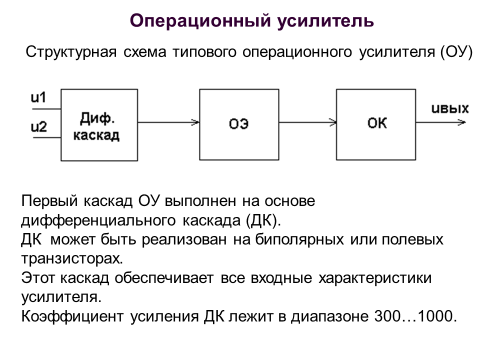 Операционный усилитель
Структурная схема типового операционного усилителя (ОУ)
u1
u2
Диф.
каскад
ОЭ
ОК
uвых
Первый каскад ОУ выполнен на основе
дифференциального каскада (ДК).
ДК может быть реализован на биполярных или полевых
транзисторах.
Этот каскад обеспечивает все входные характеристики
усилителя.
Коэффициент усиления ДК лежит в диапазоне 300…1000.